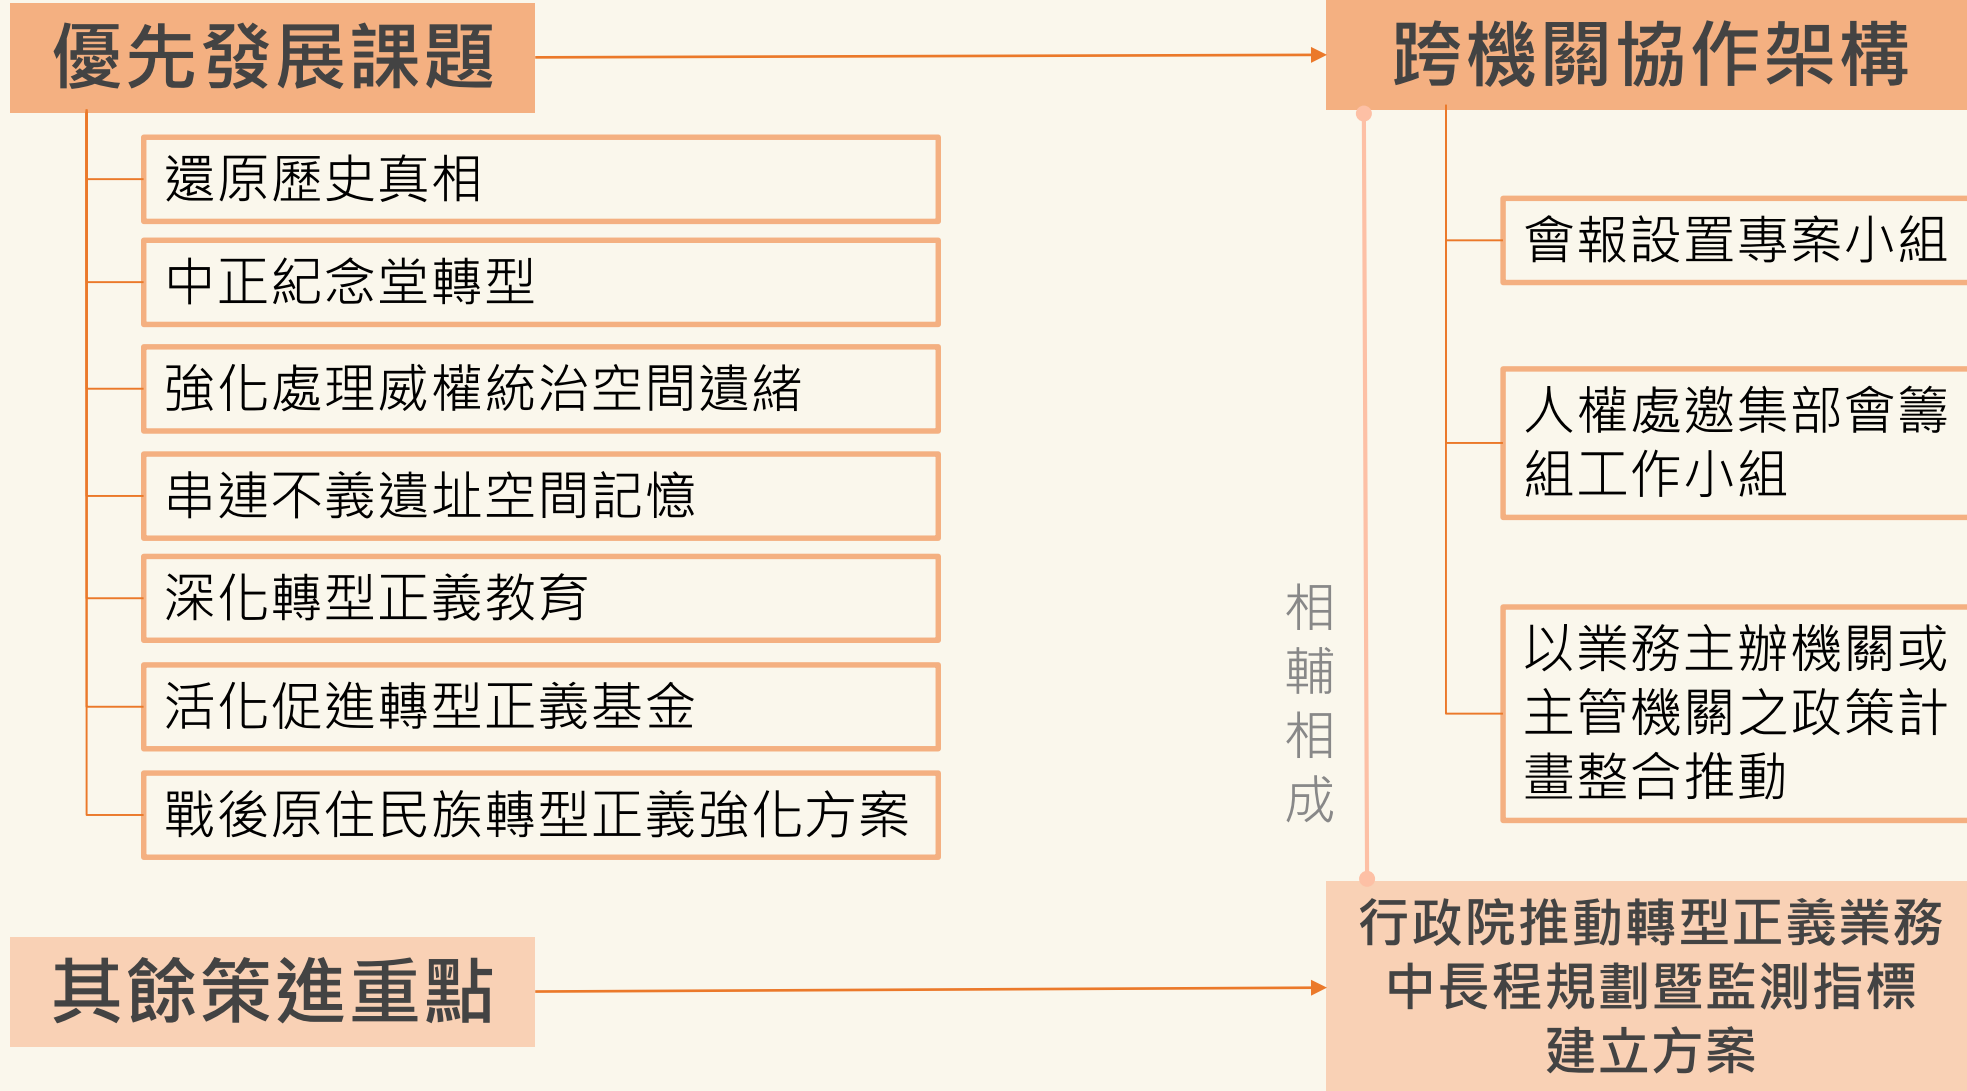 優先發展課題
還原歷史真相
中正紀念堂轉型
強化處理威權統治空間遺緒
串連不義遺址空間記憶
深化轉型正義教育
活化促進轉型正義基金
戰後原住民族轉型正義強化方案
其餘策進重點
跨機關協作架構
會報設置專案小組
人權處邀集部會籌
組工作小組
以業務主辦機關或
主管機關之政策計
畫整合推動
相輔相成
行政院推動轉型正義業務
中長程規劃暨監測指標
建立方案